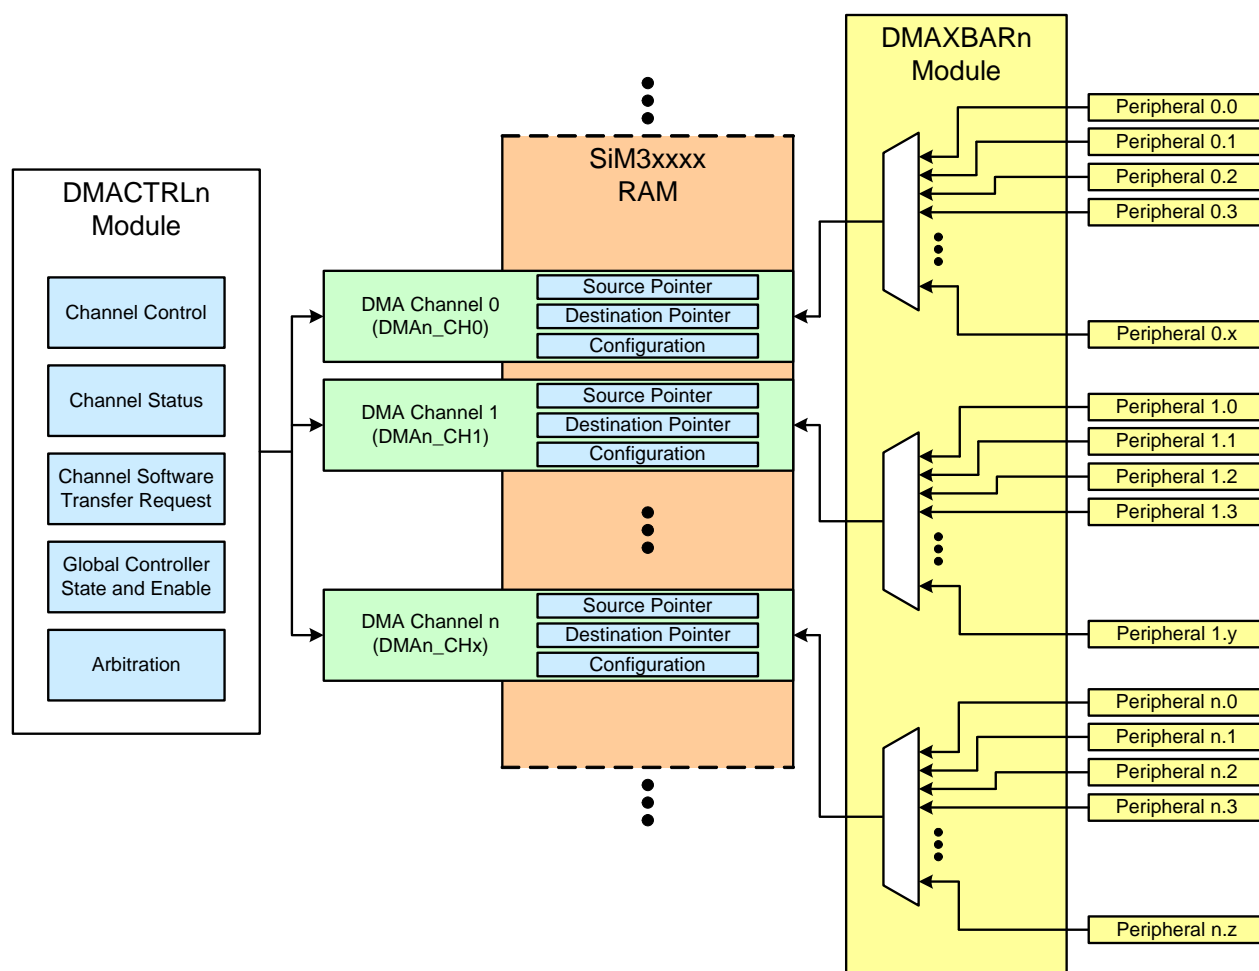 DMACTRLn
Module
Channel Control
Channel Status
Channel Software
Transfer Request
Global Controller
State and Enable
Arbitration
SiM3xxxx
RAM
DMA Channel 0
(DMAn_CH0)
Source Pointer
Destination Pointer
Configuration
DMA Channel 1
(DMAn_CH1)
Source Pointer
Destination Pointer
Configuration
DMA Channel n
(DMAn_CHx)
Source Pointer
Destination Pointer
Configuration
DMAXBARn
Module
Peripheral 0.0
Peripheral 0.1
Peripheral 0.2
Peripheral 0.3
Peripheral 0.x
Peripheral 1.0
Peripheral 1.1
Peripheral 1.2
Peripheral 1.3
Peripheral 1.y
Peripheral n.0
Peripheral n.1
Peripheral n.2
Peripheral n.3
Peripheral n.z